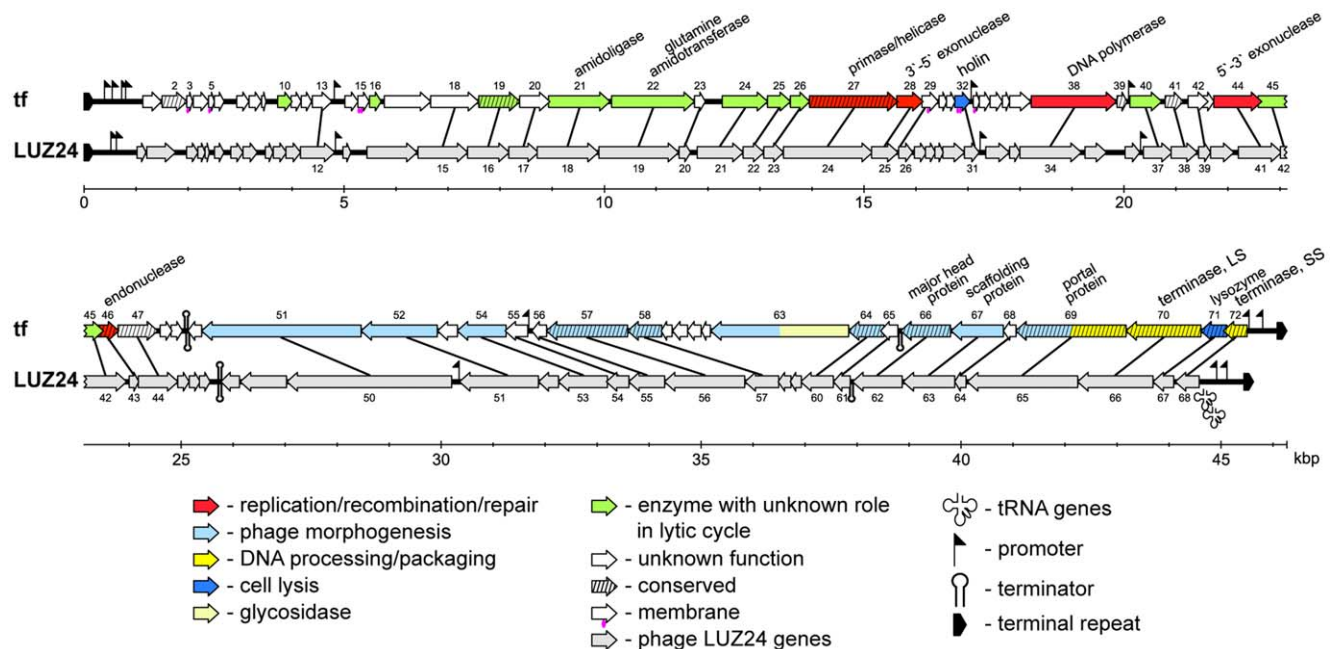 amidoligase
glutamine
amidotransferase
primase/helicase
3`-5` exonuclease
holin
DNA polymerase
5`-3` exonuclease
2 3 5 10 13 15 16 18 19 20 21 22 23 24 25 26 27 28 29 32 38 39 40 41 42 44 45
tf
LUZ24
12 15 16 17 18 19 20 21 22 23 24 25 26 31 34 37 38 39 41 42
0 5 10 15 20
endonuclease
major head
protein
scaffolding
protein
portal
protein
terminase, LS
lysozyme
terminase, SS
45 46 47 51 52 54 55 56 57 58 63 64 65 66 67 68 69 70 71 72
tf
LUZ24
42 43 44 50 51 53 54 55 56 57 60 61 62 63 64 65 66 67 68
25 30 35 40 45 kbp
- replication/recombination/repair
- phage morphogenesis
- DNA processing/packaging
- cell lysis
- glycosidase
- enzyme with unknown role
in lytic cycle
- unknown function
- conserved
- membrane
- phage LUZ24 genes
- tRNA genes
- promoter
- terminator
- terminal repeat